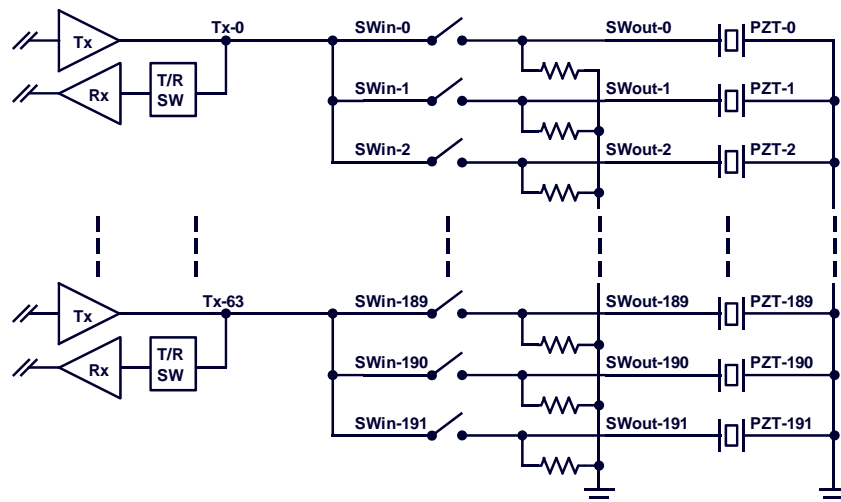 Tx-0 SWin-0 SWout-0 PZT-0
Tx
T/R
SW
Rx
SWin-1 SWout-1 PZT-1
SWin-2 SWout-2 PZT-2
Tx-63 SWin-189 SWout-189 PZT-189
Tx
T/R
SW
Rx
SWin-190 SWout-190 PZT-190
SWin-191 SWout-191 PZT-191